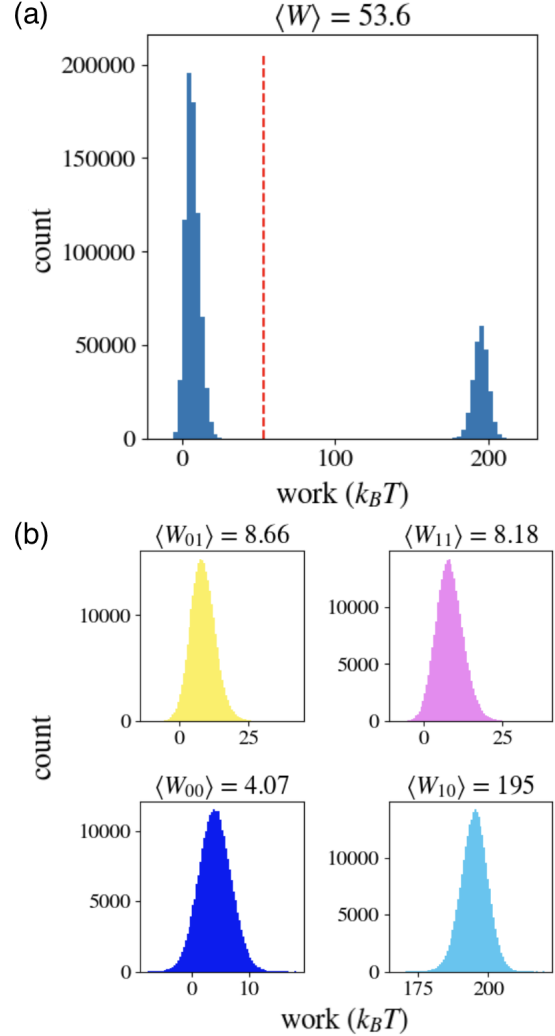 (a)
⟨W⟩ = 53.6
200000
150000
100000
50000
0
count
0 100 200
work (k_BT)
(b)
⟨W₀₁⟩ = 8.66
⟨W₁₁⟩ = 8.18
10000
0
0 25
10000
5000
0
0 25
count
⟨W₀₀⟩ = 4.07
⟨W₁₀⟩ = 195
10000
5000
0
0 10
10000
5000
0
175 200
work (k_BT)